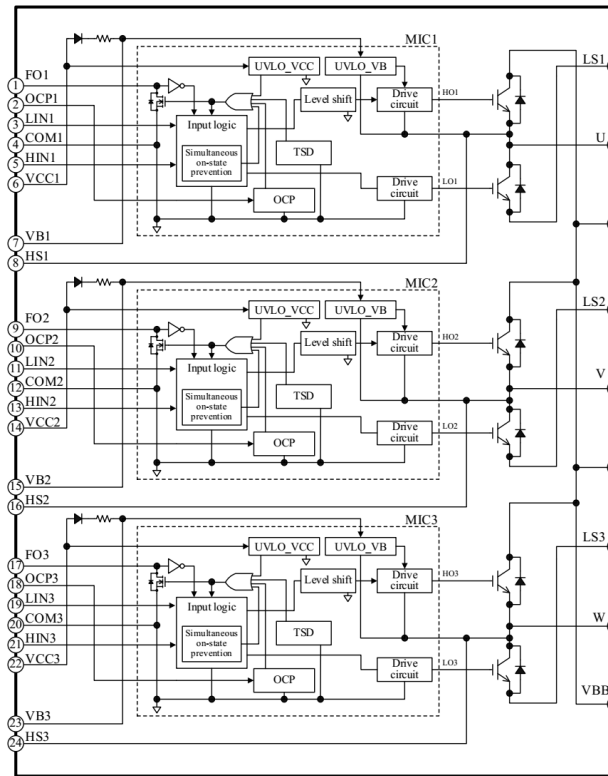 MIC1
LS1
FO1
UVLO_VCC
UVLO_VB
1
OCP1
2
Level shift
Drive
circuit
HO1
LIN1
3
Input logic
COM1
4
U
HIN1
5
Simultaneous
on-state
prevention
TSD
VCC1
6
Drive
circuit
LO1
OCP
VB1
7
HS1
8
MIC2
LS2
FO2
UVLO_VCC
UVLO_VB
9
OCP2
10
Level shift
Drive
circuit
HO2
LIN2
11
Input logic
COM2
12
V
HIN2
13
Simultaneous
on-state
prevention
TSD
VCC2
14
Drive
circuit
LO2
OCP
VB2
15
HS2
16
MIC3
LS3
FO3
UVLO_VCC
UVLO_VB
17
OCP3
18
Level shift
Drive
circuit
HO3
LIN3
19
Input logic
COM3
20
W
HIN3
21
Simultaneous
on-state
prevention
TSD
VCC3
22
Drive
circuit
LO3
OCP
VBB
VB3
23
HS3
24